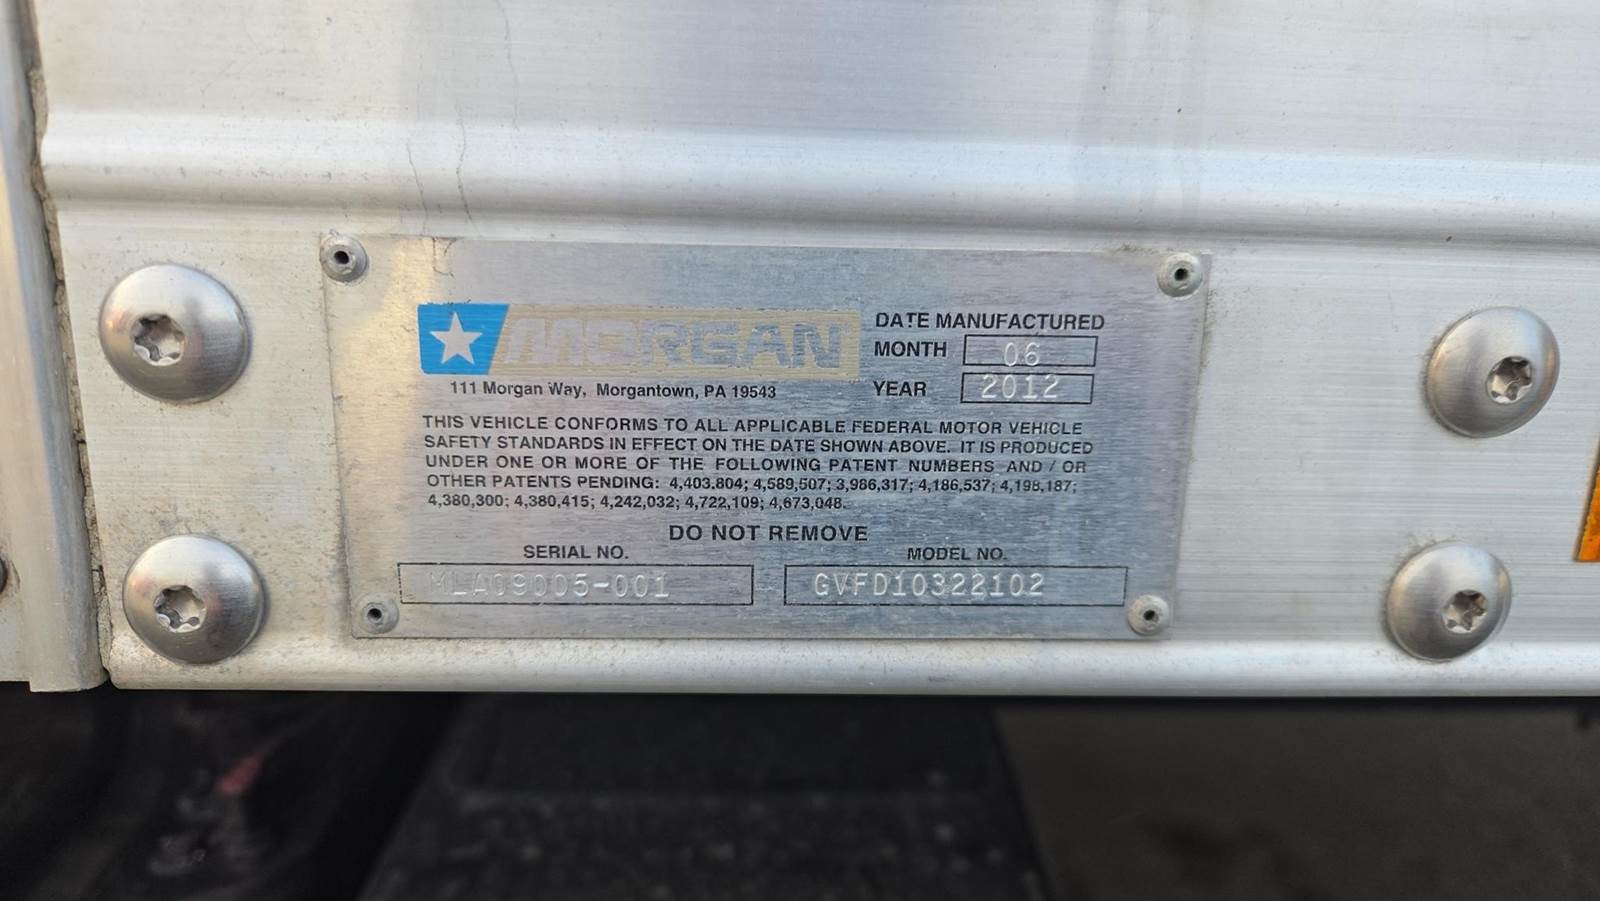 MORGAN
111 Morgan Way, Morgantown, PA 19543
DATE MANUFACTURED
MONTH 06
YEAR 2012
THIS VEHICLE CONFORMS TO ALL APPLICABLE FEDERAL MOTOR VEHICLE
SAFETY STANDARDS IN EFFECT ON THE DATE SHOWN ABOVE. IT IS PRODUCED
UNDER ONE OR MORE OF THE FOLLOWING PATENT NUMBERS AND / OR
OTHER PATENTS PENDING: 4,403.804; 4,589,507; 3,986,317; 4,186,537; 4,198,187;
4,380,300; 4,380,415; 4,242,032; 4,722,109; 4,673,048.
DO NOT REMOVE
SERIAL NO. MODEL NO.
MLA09005-001 GVFD10322102